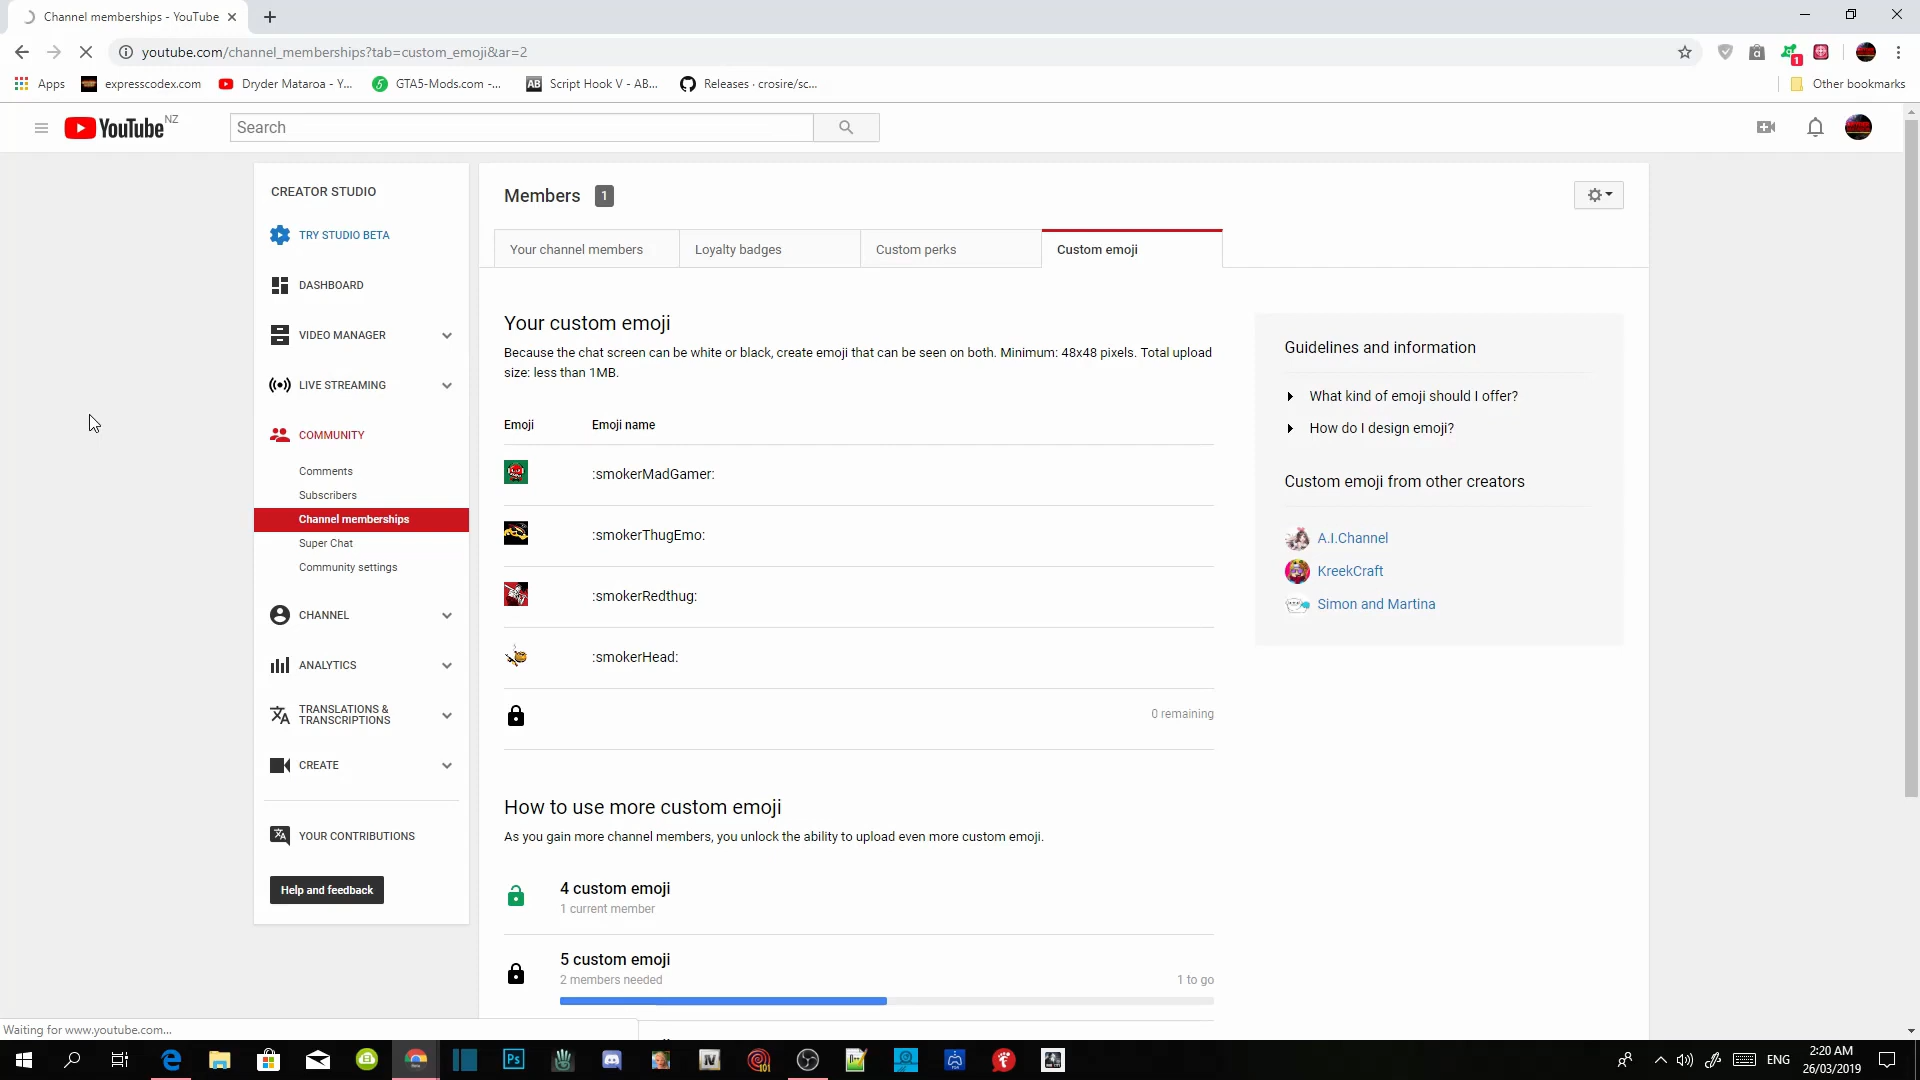 Channel memberships - YouTube
youtube.com/channel_memberships?tab=custom_emoji&ar=2
1
Apps
expresscodex.com
Dryder Mataroa - Y...
GTA5-Mods.com -...
AB
Script Hook V - AB...
Releases · crosire/sc...
Other bookmarks
YouTube NZ
Search
CREATOR STUDIO
TRY STUDIO BETA
DASHBOARD
VIDEO MANAGER
LIVE STREAMING
COMMUNITY
Comments
Subscribers
Channel memberships
Super Chat
Community settings
CHANNEL
ANALYTICS
TRANSLATIONS &
TRANSCRIPTIONS
CREATE
YOUR CONTRIBUTIONS
Help and feedback
Members 1
Your channel members
Loyalty badges
Custom perks
Custom emoji
Your custom emoji
Because the chat screen can be white or black, create emoji that can be seen on both. Minimum: 48x48 pixels. Total upload
size: less than 1MB.
Emoji
Emoji name
:smokerMadGamer:
:smokerThugEmo:
:smokerRedthug:
:smokerHead:
0 remaining
How to use more custom emoji
As you gain more channel members, you unlock the ability to upload even more custom emoji.
4 custom emoji
1 current member
5 custom emoji
2 members needed
1 to go
Guidelines and information
What kind of emoji should I offer?
How do I design emoji?
Custom emoji from other creators
A.I.Channel
KreekCraft
Simon and Martina
Waiting for www.youtube.com...
Ps
IV
101
ENG
2:20 AM
26/03/2019